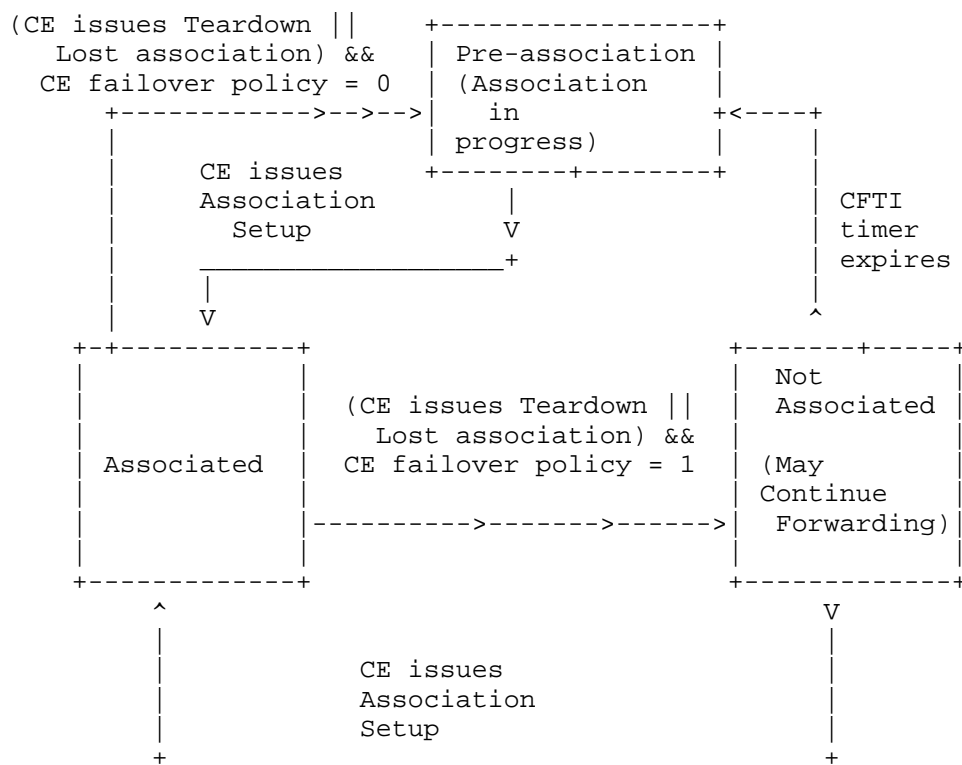 (CE issues Teardown ||
Lost association) &&
CE failover policy = 0
Pre-association
(Association
in
progress)
CE issues
Association
Setup
CFTI
timer
expires
Associated
(CE issues Teardown ||
Lost association) &&
CE failover policy = 1
Not
Associated
(May
Continue
Forwarding)
CE issues
Association
Setup